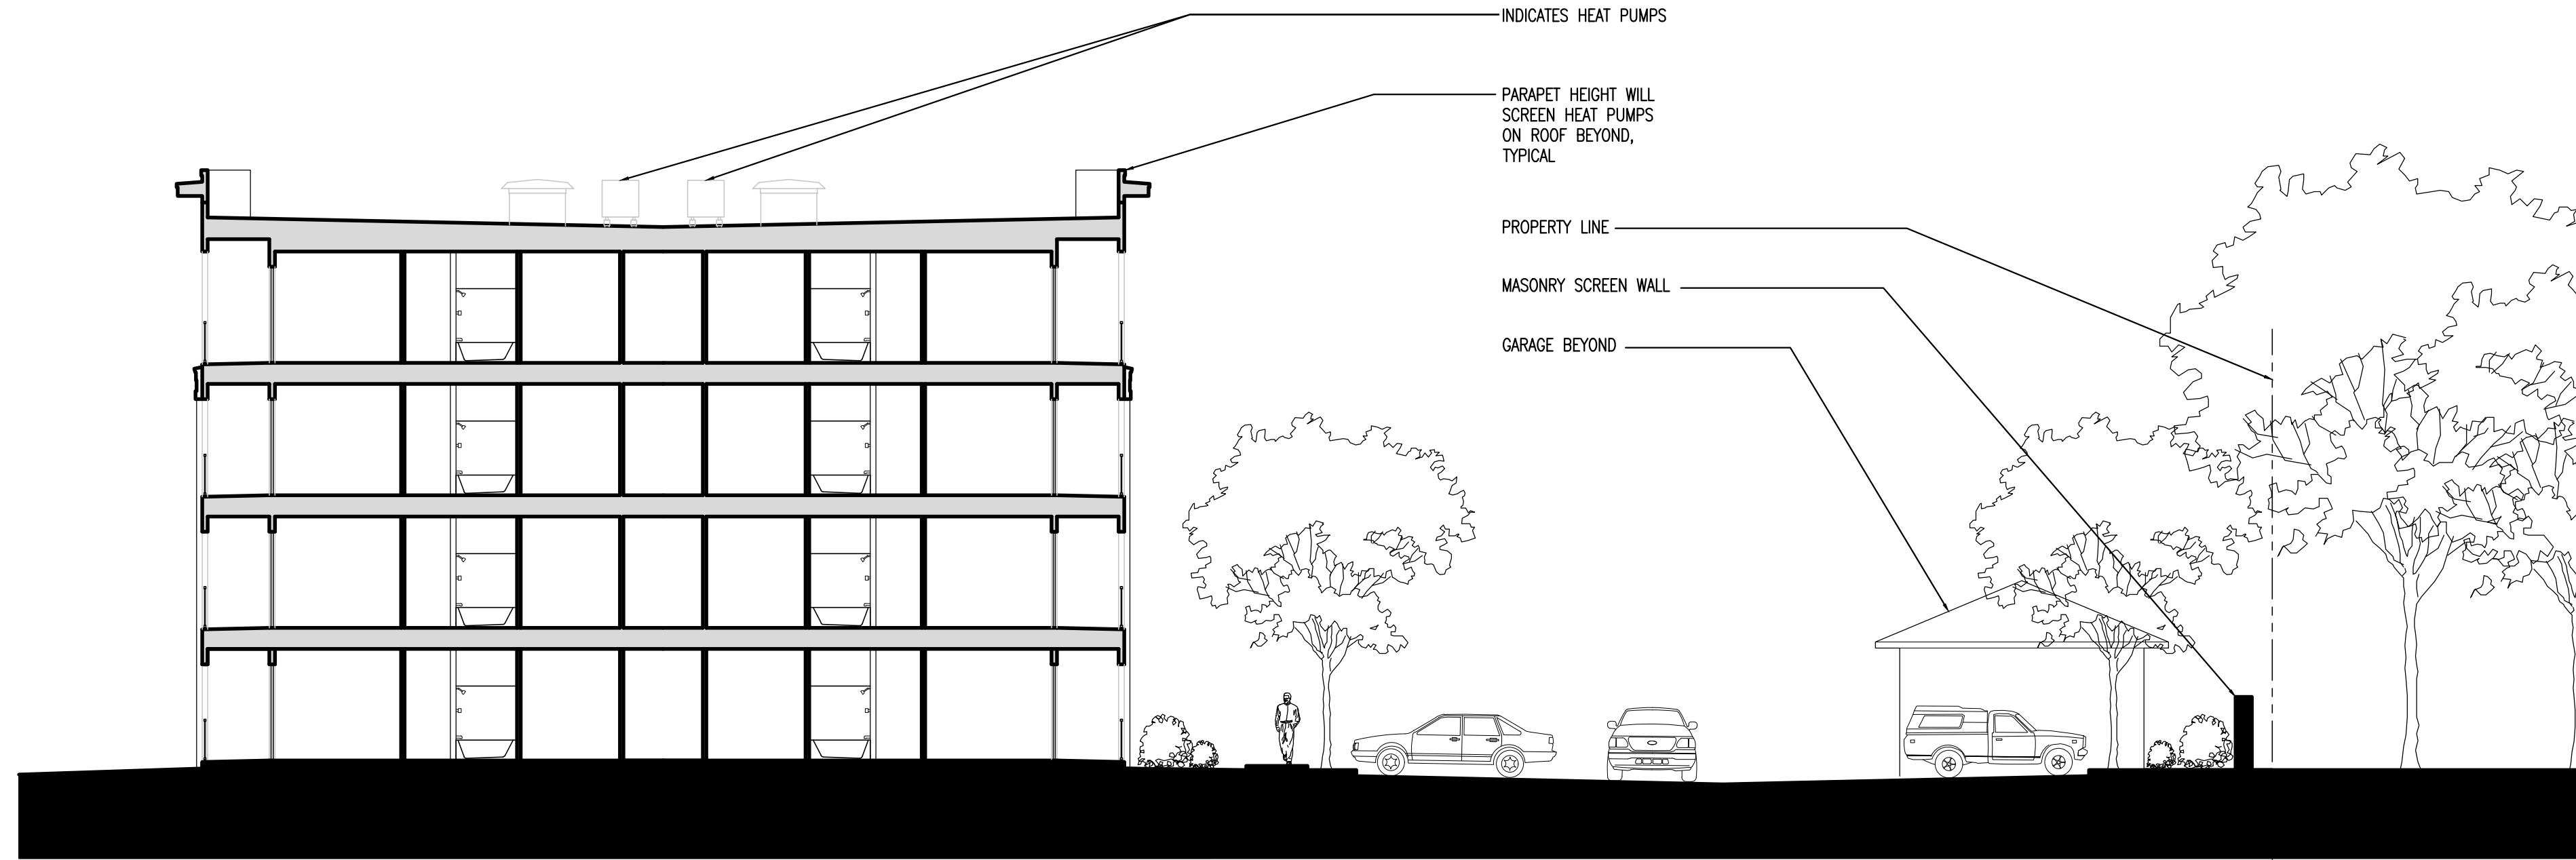 INDICATES HEAT PUMPS
PARAPET HEIGHT WILL
SCREEN HEAT PUMPS
ON ROOF BEYOND,
TYPICAL
PROPERTY LINE
MASONRY SCREEN WALL
GARAGE BEYOND